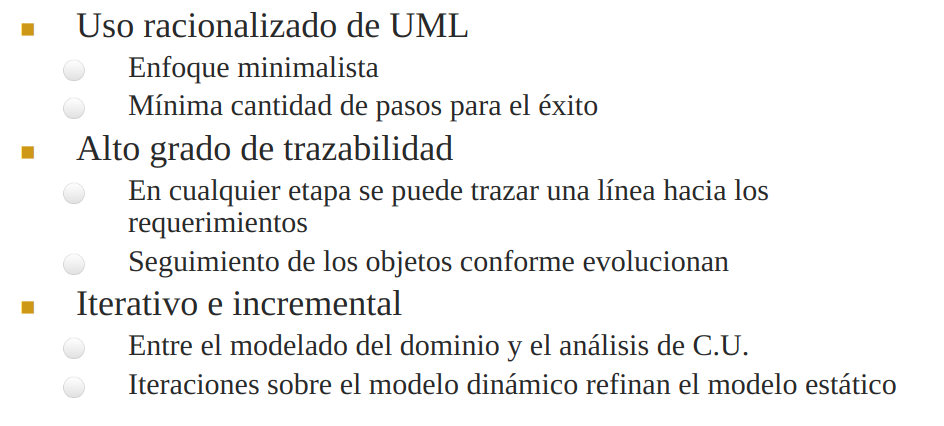 Uso racionalizado de UML
Enfoque minimalista
Mínima cantidad de pasos para el éxito
Alto grado de trazabilidad
En cualquier etapa se puede trazar una línea hacia los
requerimientos
Seguimiento de los objetos conforme evolucionan
Iterativo e incremental
Entre el modelado del dominio y el análisis de C.U.
Iteraciones sobre el modelo dinámico refinan el modelo estático